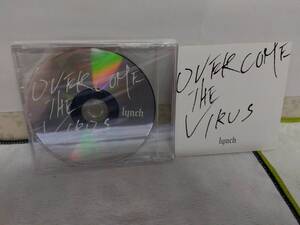 OVERCOME
THE
VIRUS
lynch
OVERCOME
THE
VIRUS
lynch